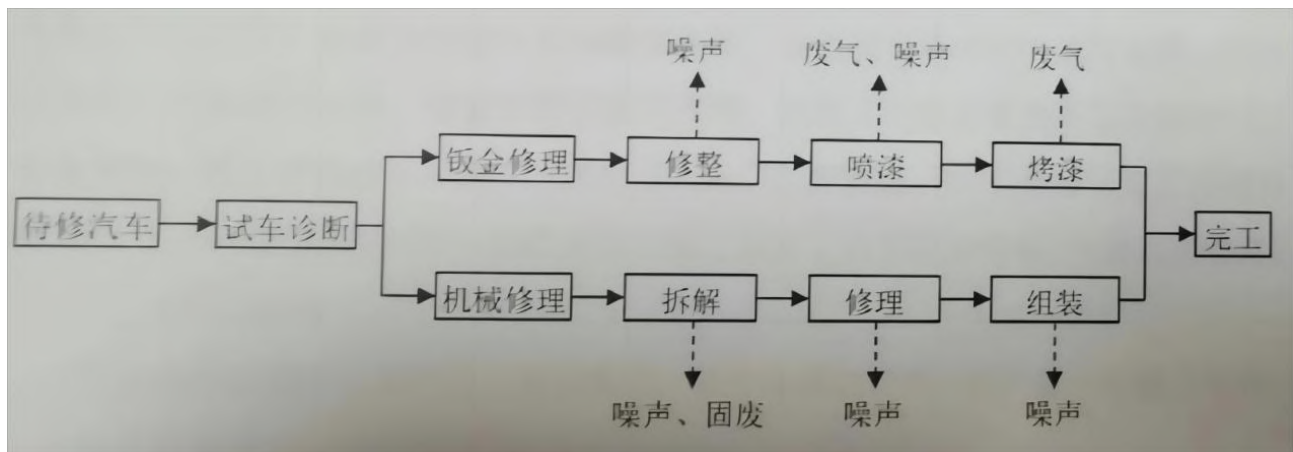 噪声 废气、噪声 废气
钣金修理 修整 喷漆 烤漆
待修汽车 试车诊断 完工
机械修理 拆解 修理 组装
噪声、固废 噪声 噪声